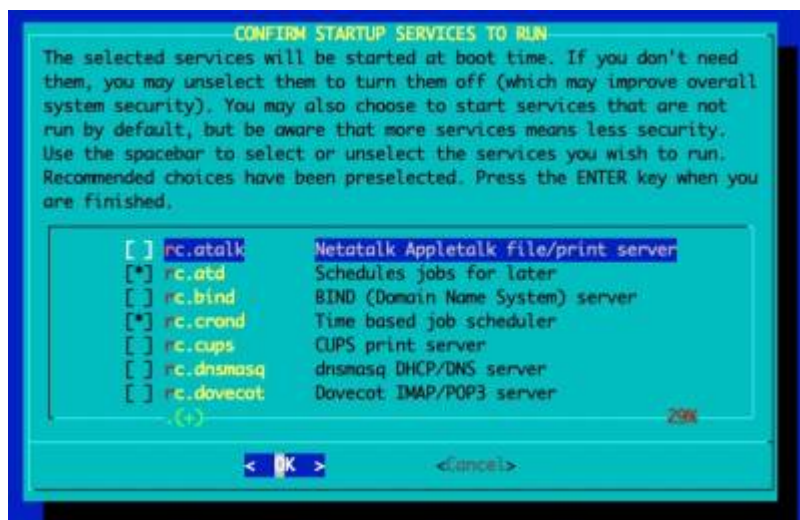 CONFIRM STARTUP SERVICES TO RUN
The selected services will be started at boot time. If you don't need
them, you may unselect them to turn them off (which may improve overall
system security). You may also choose to start services that are not
run by default, but be aware that more services means less security.
Use the spacebar to select or unselect the services you wish to run.
Recommended choices have been preselected. Press the ENTER key when you
are finished.
[ ] rc.atalk Netatalk Appletalk file/print server
[*] rc.atd Schedules jobs for later
[ ] rc.bind BIND (Domain Name System) server
[*] rc.crond Time based job scheduler
[ ] rc.cups CUPS print server
[ ] rc.dnsmasq dnsmasq DHCP/DNS server
[ ] rc.dovecot Dovecot IMAP/POP3 server
.(+) 29%
< OK > <Cancel>